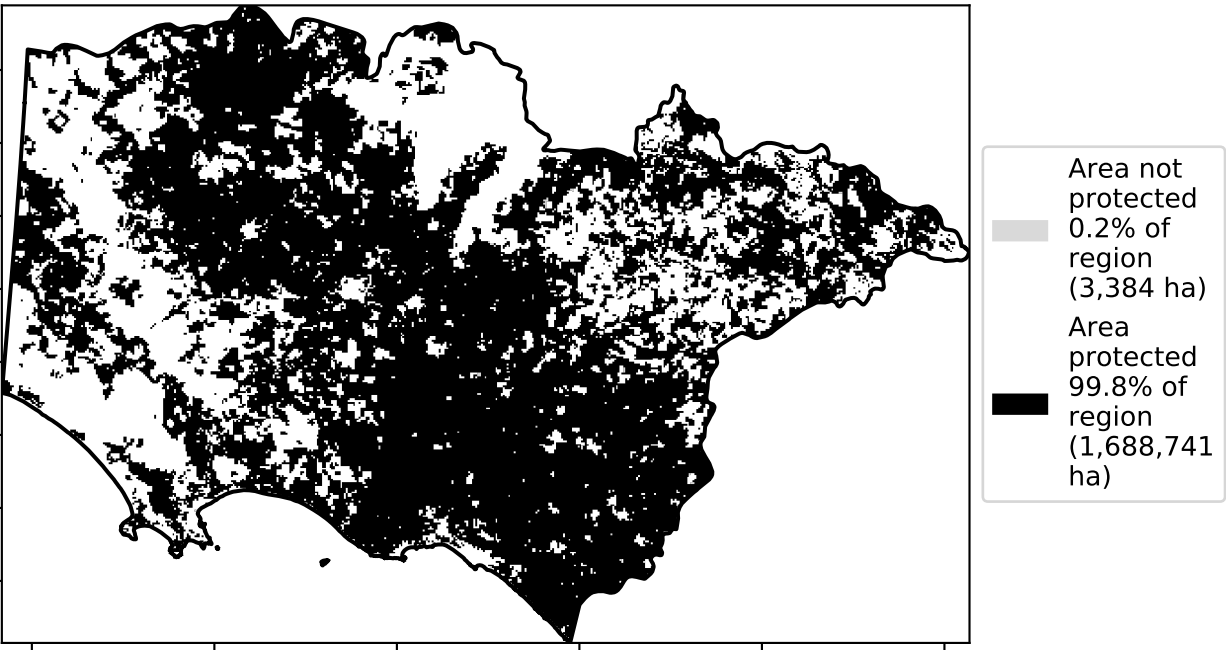 Area not
protected
0.2% of
region
(3,384 ha)
Area
protected
99.8% of
region
(1,688,741
ha)